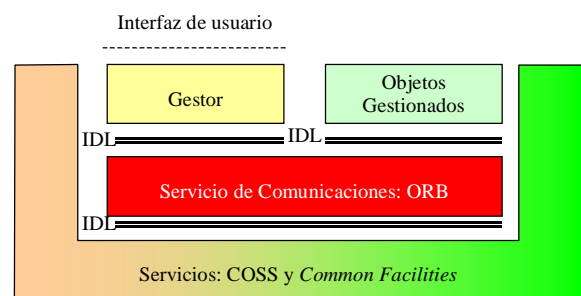 Interfaz de usuario
Gestor
Objetos
Gestionados
IDL
IDL
Servicio de Comunicaciones: ORB
IDL
Servicios: COSS y Common Facilities